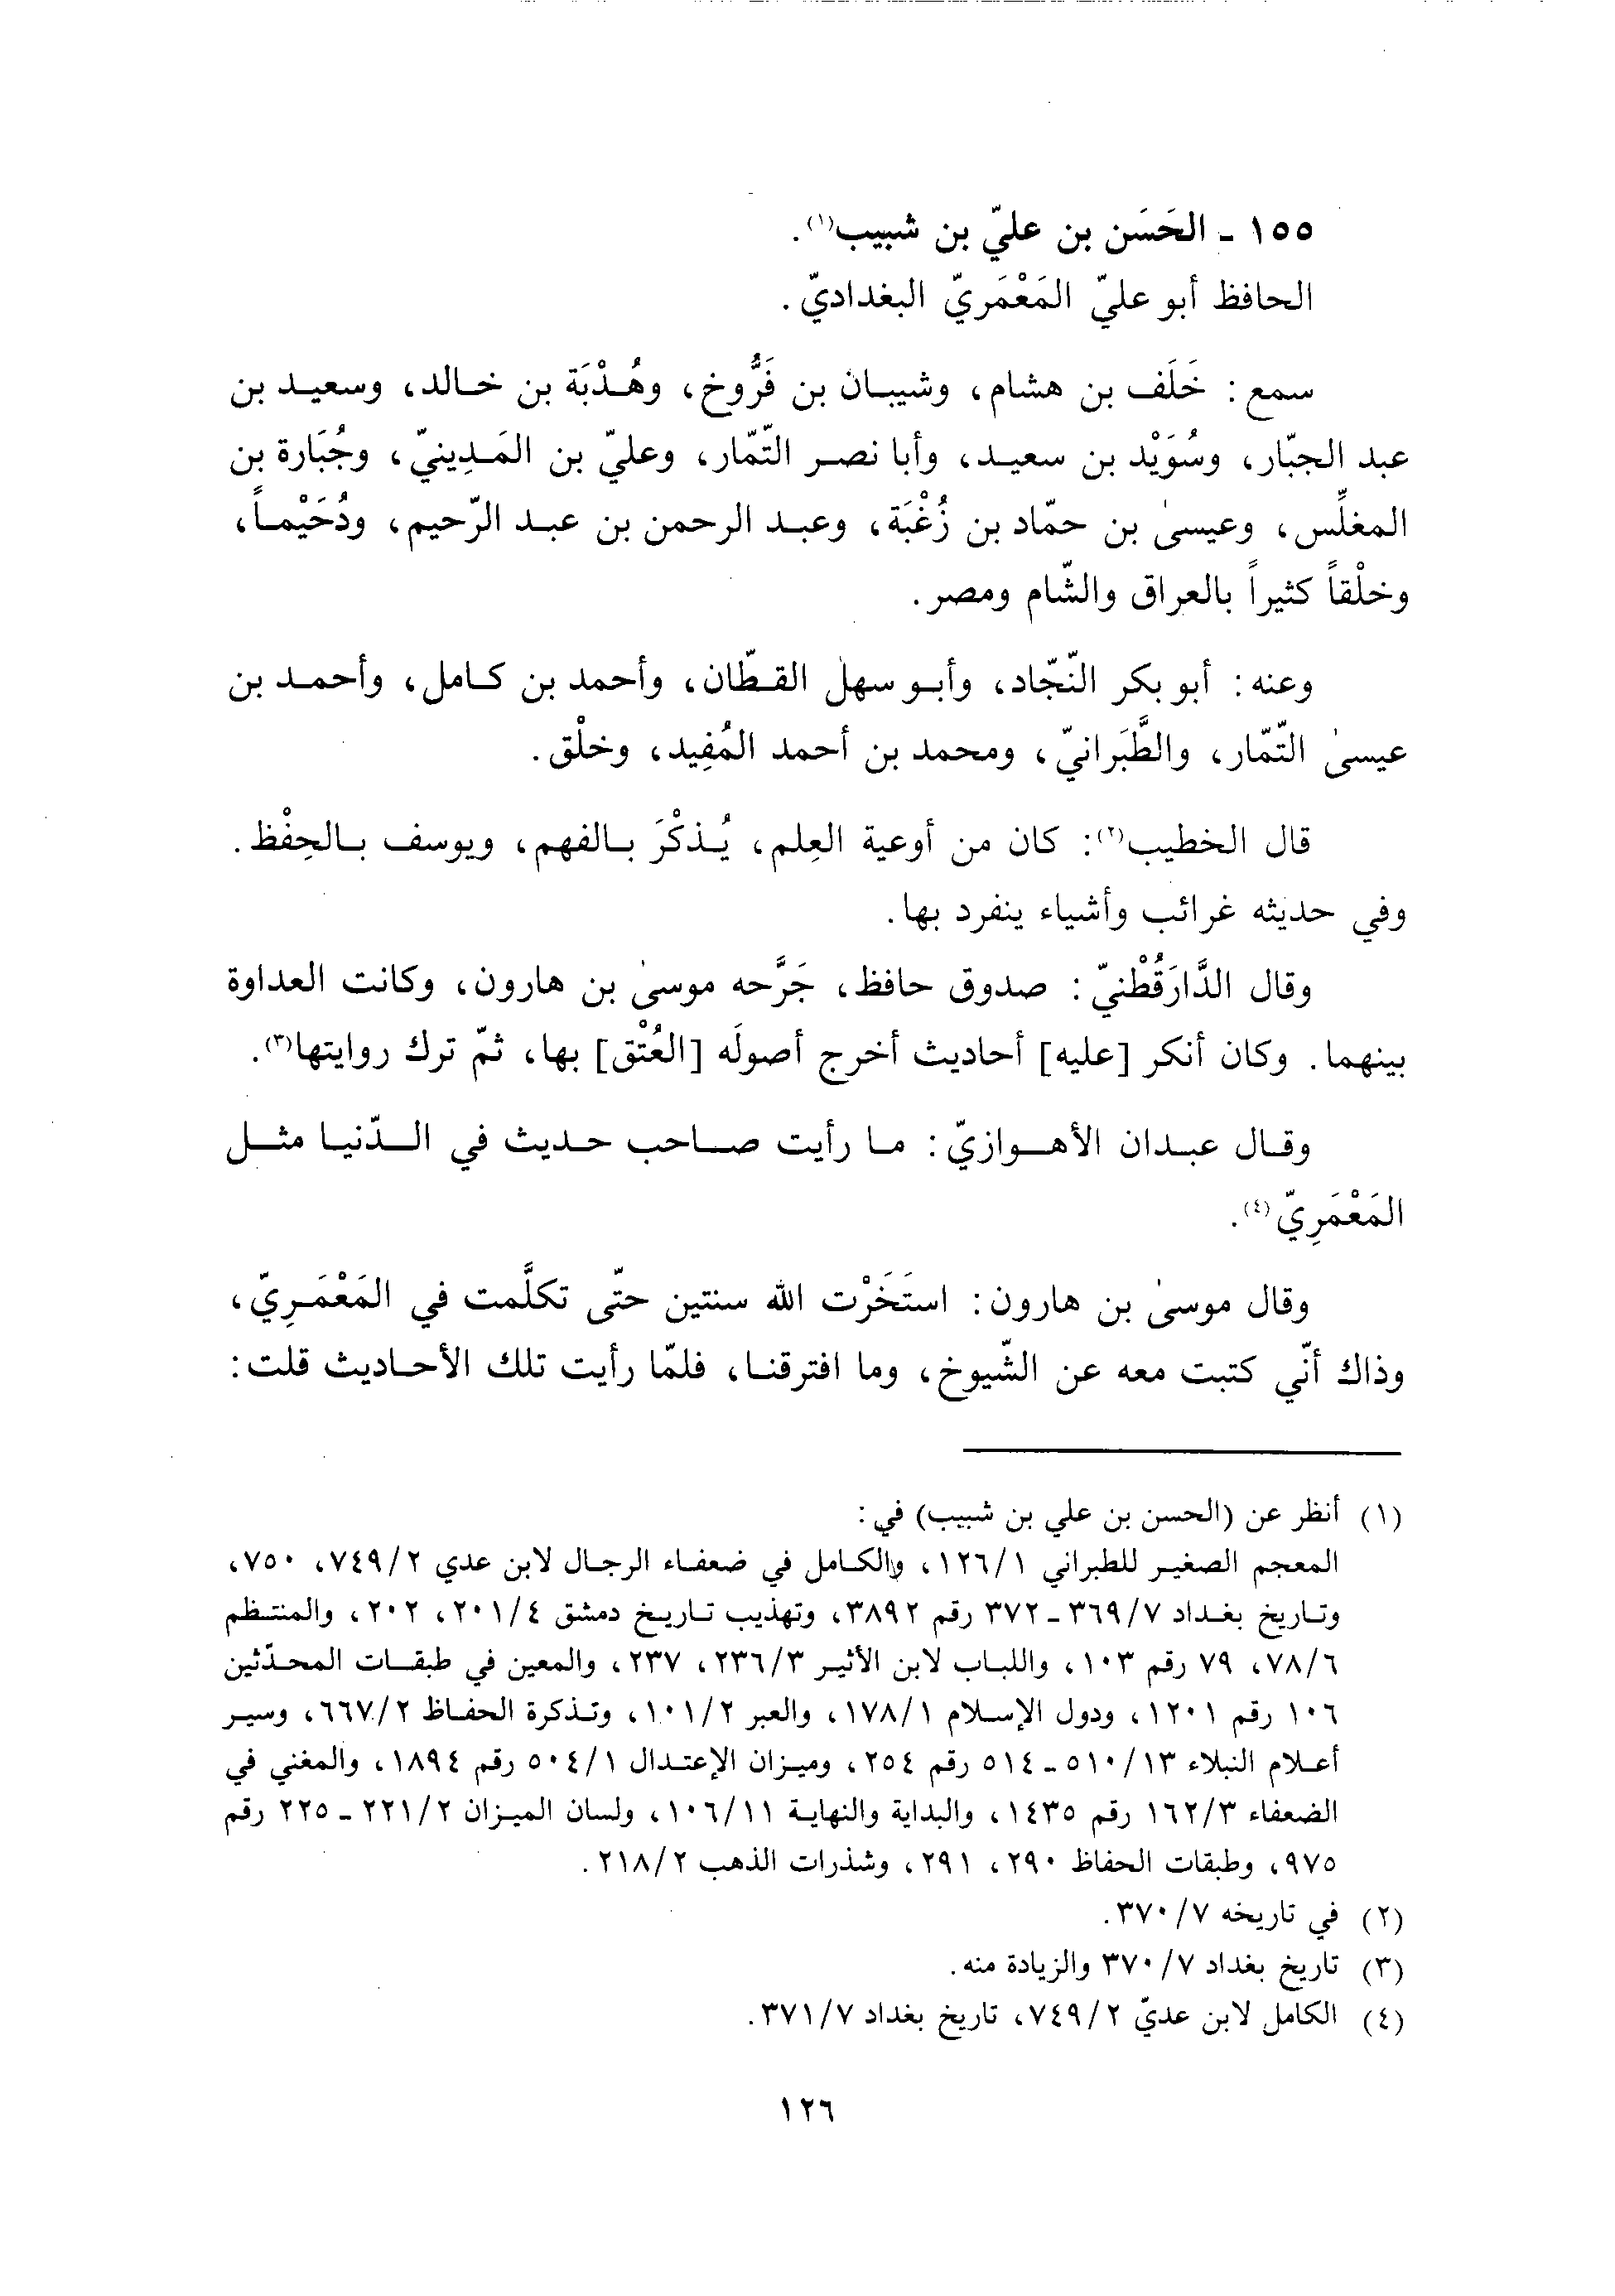 ١٥٥ - الحَسَن بن عليّ بن شبيب(١).
الحافظ أبو عليّ المَعْمَريّ البغداديّ.
سمع: خَلَف بن هشام، وشيبان بن فَرُّوخ، وهُدْبَة بن خالد، وسعيد بن
عبد الجبّار، وسُوَيْد بن سعيد، وأبا نصر التّمّار، وعليّ بن المَدِينيّ، وجُبَارة بن
المغلِّس، وعيسىٰ بن حمّاد بن زُغْبَة، وعبد الرحمن بن عبد الرّحيم، ودُحَيْماً،
وخلْقاً كثيراً بالعراق والشّام ومصر.
وعنه: أبو بكر النّجّاد، وأبو سهل القطّان، وأحمد بن كامل، وأحمد بن
عيسىٰ التّمّار، والطَّبَرانيّ، ومحمد بن أحمد المُفِيد، وخلْق.
قال الخطيب(٢): كان من أوعية العِلم، يُذكْرَ بالفهم، ويوسف بالحِفْظ.
وفي حديثه غرائب وأشياء ينفرد بها.
وقال الدَّارَقُطْنيّ: صدوق حافظ، جَرَّحه موسىٰ بن هارون، وكانت العداوة
بينهما. وكان أنكر [عليه] أحاديث أخرج أصولَه [العُتْق] بها، ثمّ ترك روايتها(٣).
وقال عبدان الأهوازيّ: ما رأيت صاحب حديث في الدّنيا مثل
المَعْمَرِيّ(٤).
وقال موسىٰ بن هارون: استَخَرْت الله سنتين حتّى تكلَّمت في المَعْمَرِيّ،
وذاك أنّي كتبت معه عن الشّيوخ، وما افترقنا، فلمّا رأيت تلك الأحاديث قلت:
(١) أنظر عن (الحسن بن علي بن شبيب) في:
المعجم الصغير للطبراني ١/١٢٦، والكامل في ضعفاء الرجال لابن عدي ٢/٧٤٩، ٧٥٠،
وتاريخ بغداد ٧/٣٦٩ - ٣٧٢ رقم ٣٨٩٢، وتهذيب تاريخ دمشق ٤/٢٠١، ٢٠٢، والمنتظم
٦/٧٨، ٧٩ رقم ١٠٣، واللباب لابن الأثير ٣/٢٣٦، ٢٣٧، والمعين في طبقات المحدّثين
١٠٦ رقم ١٢٠١، ودول الإسلام ١/١٧٨، والعبر ٢/١٠١، وتذكرة الحفاظ ٢/٦٦٧، وسير
أعلام النبلاء ١٣/٥١٠ - ٥١٤ رقم ٢٥٤، وميزان الإعتدال ١/٥٠٤ رقم ١٨٩٤، والمغني في
الضعفاء ٣/١٦٢ رقم ١٤٣٥، والبداية والنهاية ١١/١٠٦، ولسان الميزان ٢/٢٢١ - ٢٢٥ رقم
٩٧٥، وطبقات الحفاظ ٢٩٠، ٢٩١، وشذرات الذهب ٢/٢١٨.
(٢) في تاريخه ٧/٣٧٠.
(٣) تاريخ بغداد ٧/٣٧٠ والزيادة منه.
(٤) الكامل لابن عديّ ٢/٧٤٩، تاريخ بغداد ٧/٣٧١.
١٢٦